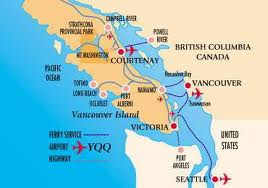 STRATHCONA
PROVINCIAL PARK
CAMPBELL RIVER
POWELL
RIVER
MT.WASHINGTON
COURTENAY
BRITISH COLUMBIA
CANADA
PACIFIC
OCEAN
Horseshoe Bay
VANCOUVER
TOFINO
LONG BEACH
UCLUELET
PORT
ALBERNI
NANAIMO
Tsawwassen
Vancouver Island
VICTORIA
FERRY SERVICE
AIRPORT YQQ
HIGHWAY
UNITED
STATES
PORT
ANGELES
SEATTLE